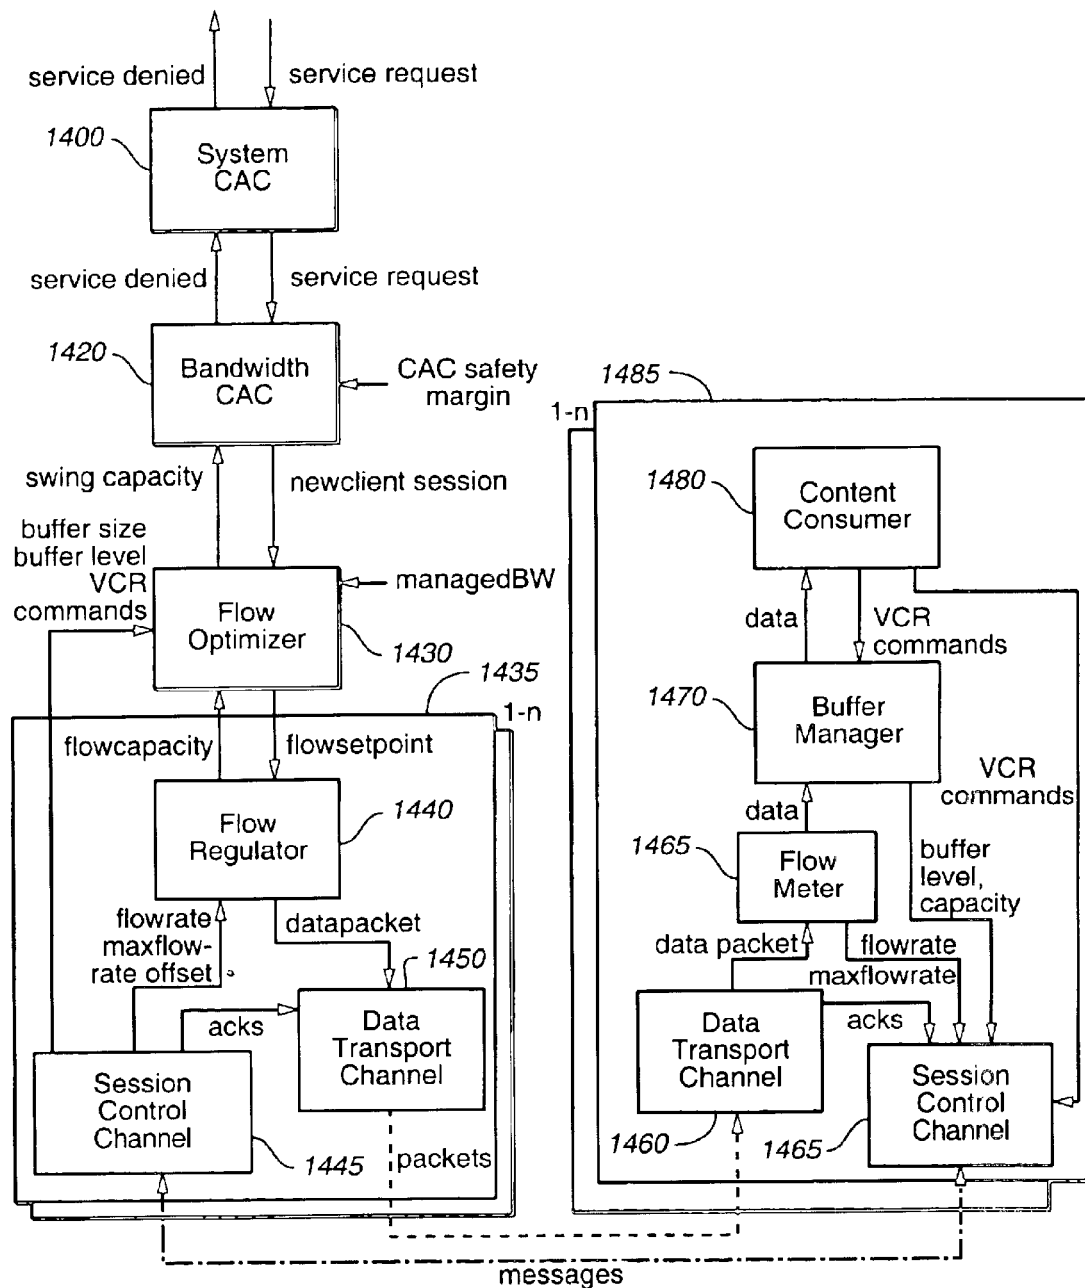 service denied
service request
1400
System
CAC
service denied
service request
1420
Bandwidth
CAC
CAC safety
margin
swing capacity
newclient session
buffer size
buffer level
VCR
commands
managedBW
Flow
Optimizer
1430
1435
1-n
flowcapacity
flowsetpoint
1440
Flow
Regulator
flowrate
maxflow-
rate offset
datapacket
1450
acks
Data
Transport
Channel
Session
Control
Channel
1445
packets
1485
1-n
1480
Content
Consumer
data
VCR
commands
1470
Buffer
Manager
VCR
commands
data
1465
Flow
Meter
buffer
level,
capacity
data packet
flowrate
maxflowrate
Data
Transport
Channel
acks
1460
Session
Control
Channel
1465
messages